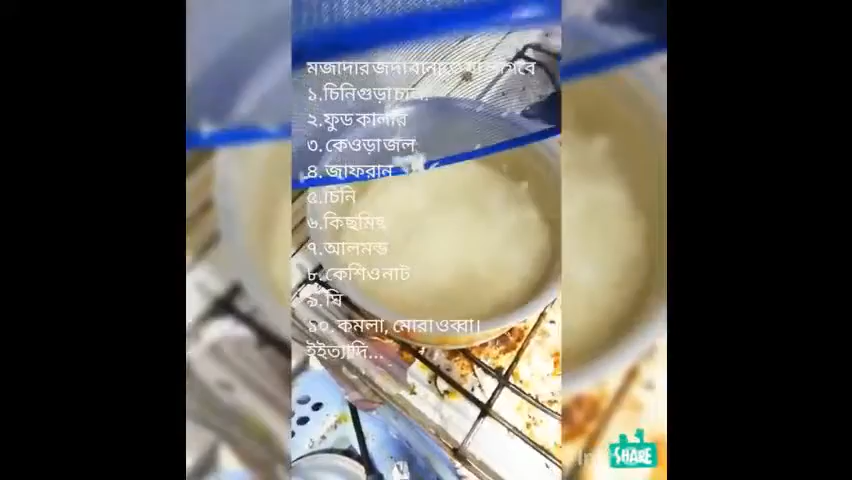 মজাদার জর্দা বানাতে যা লাগবে
১.চিনিগুড়া চাল.
২.ফুড কালার
৩.কেওড়া জল
৪.জাফরান
৫.চিনি
৬.কিছমিছ
৭.আলমন্ড
৮.কেশিওনাট
৯.ঘি
১০. কমলা, মোরাওব্বা।
ইইত্যাদি...
SHARE